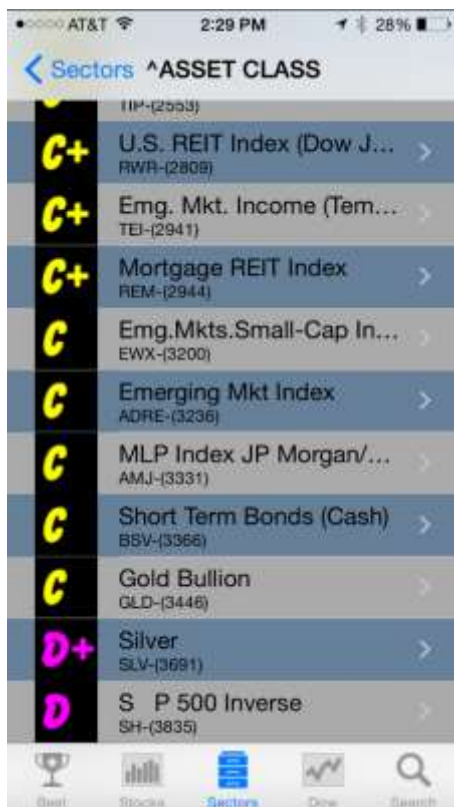 AT&T 2:29 PM 28%
Sectors ^ASSET CLASS
C
TIP-(2553)
C+ U.S. REIT Index (Dow J...
RWR-(2809)
C+ Emg. Mkt. Income (Tem...
TEI-(2941)
C+ Mortgage REIT Index
REM-(2944)
C Emg.Mkts.Small-Cap In...
EWX-(3200)
C Emerging Mkt Index
ADRE-(3236)
C MLP Index JP Morgan/...
AMJ-(3331)
C Short Term Bonds (Cash)
BSV-(3366)
C Gold Bullion
GLD-(3446)
D+ Silver
SLV-(3691)
D S P 500 Inverse
SH-(3835)
Best Stocks Sectors Dow Search